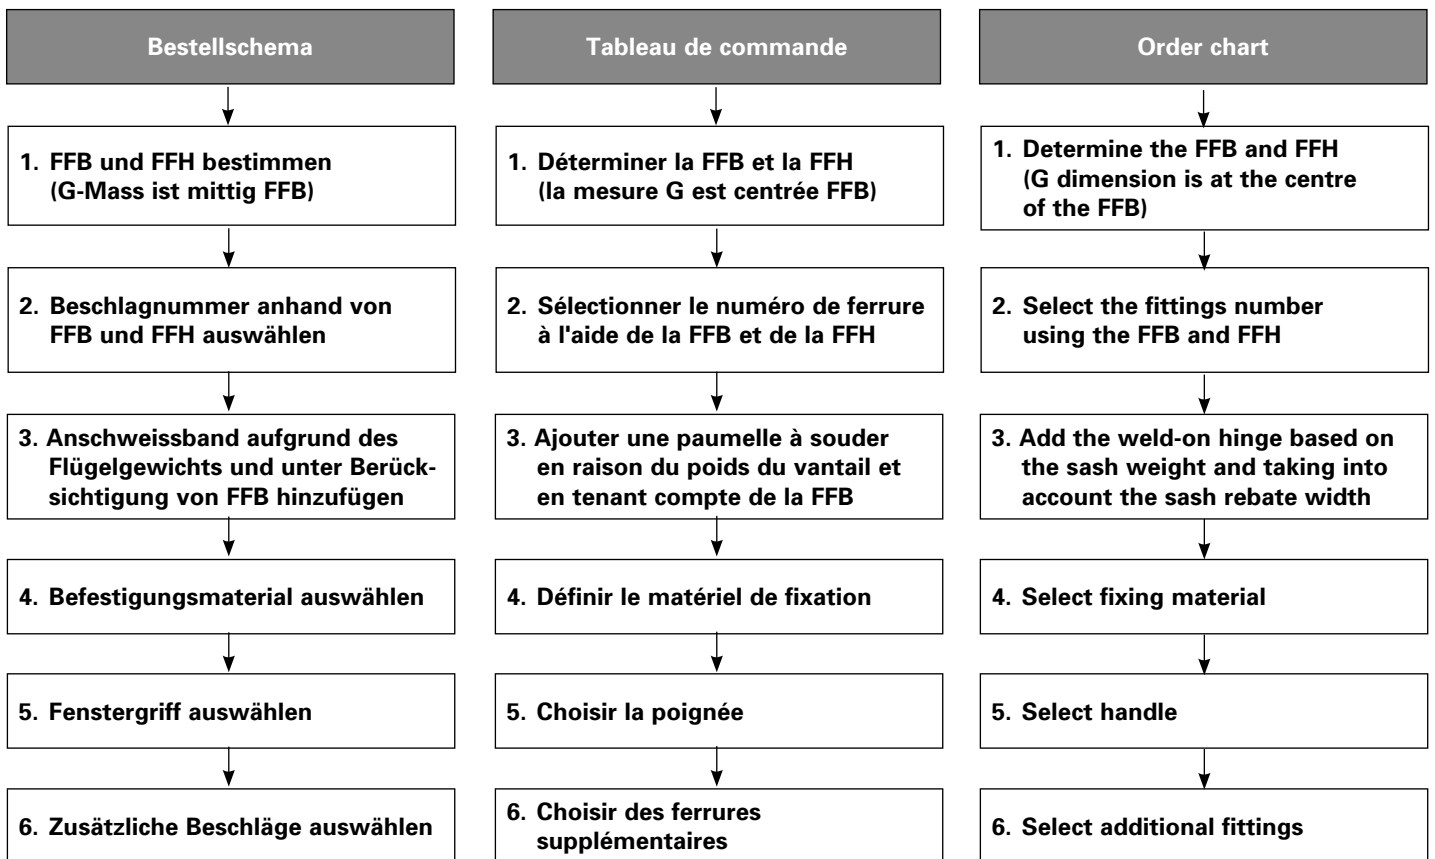 Bestellschema
1. FFB und FFH bestimmen
(G-Mass ist mittig FFB)
2. Beschlagnummer anhand von
FFB und FFH auswählen
3. Anschweissband aufgrund des
Flügelgewichts und unter Berück-
sichtigung von FFB hinzufügen
4. Befestigungsmaterial auswählen
5. Fenstergriff auswählen
6. Zusätzliche Beschläge auswählen
Tableau de commande
1. Déterminer la FFB et la FFH
(la mesure G est centrée FFB)
2. Sélectionner le numéro de ferrure
à l'aide de la FFB et de la FFH
3. Ajouter une paumelle à souder
en raison du poids du vantail et
en tenant compte de la FFB
4. Définir le matériel de fixation
5. Choisir la poignée
6. Choisir des ferrures
supplémentaires
Order chart
1. Determine the FFB and FFH
(G dimension is at the centre
of the FFB)
2. Select the fittings number
using the FFB and FFH
3. Add the weld-on hinge based on
the sash weight and taking into
account the sash rebate width
4. Select fixing material
5. Select handle
6. Select additional fittings